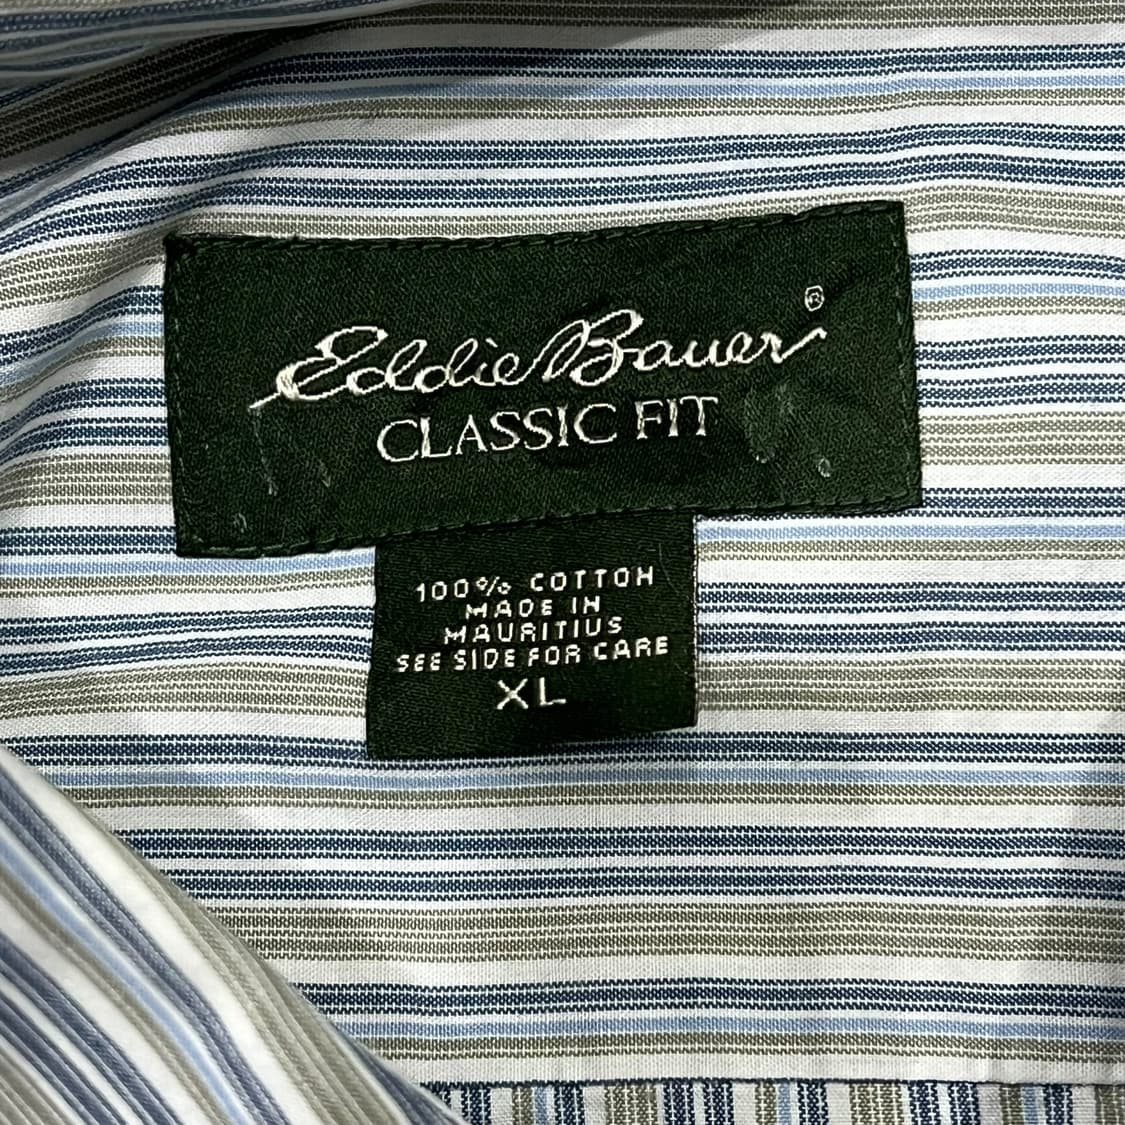 Eddie Bauer®
CLASSIC FIT
100% COTTON
MADE IN
MAURITIUS
SEE SIDE FOR CARE
XL